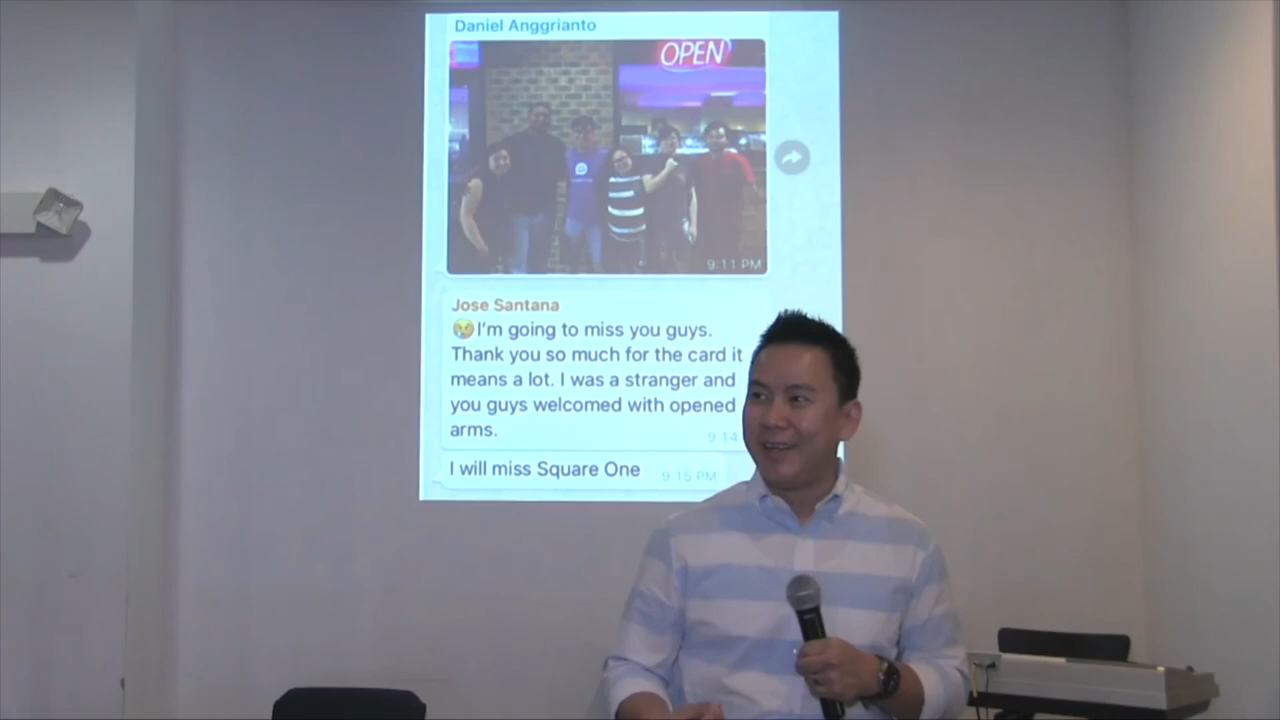 Daniel Anggrianto
OPEN
9:11 PM
Jose Santana
😢I'm going to miss you guys.
Thank you so much for the card it
means a lot. I was a stranger and
you guys welcomed with opened
arms.
9:14
I will miss Square One
9:15 PM